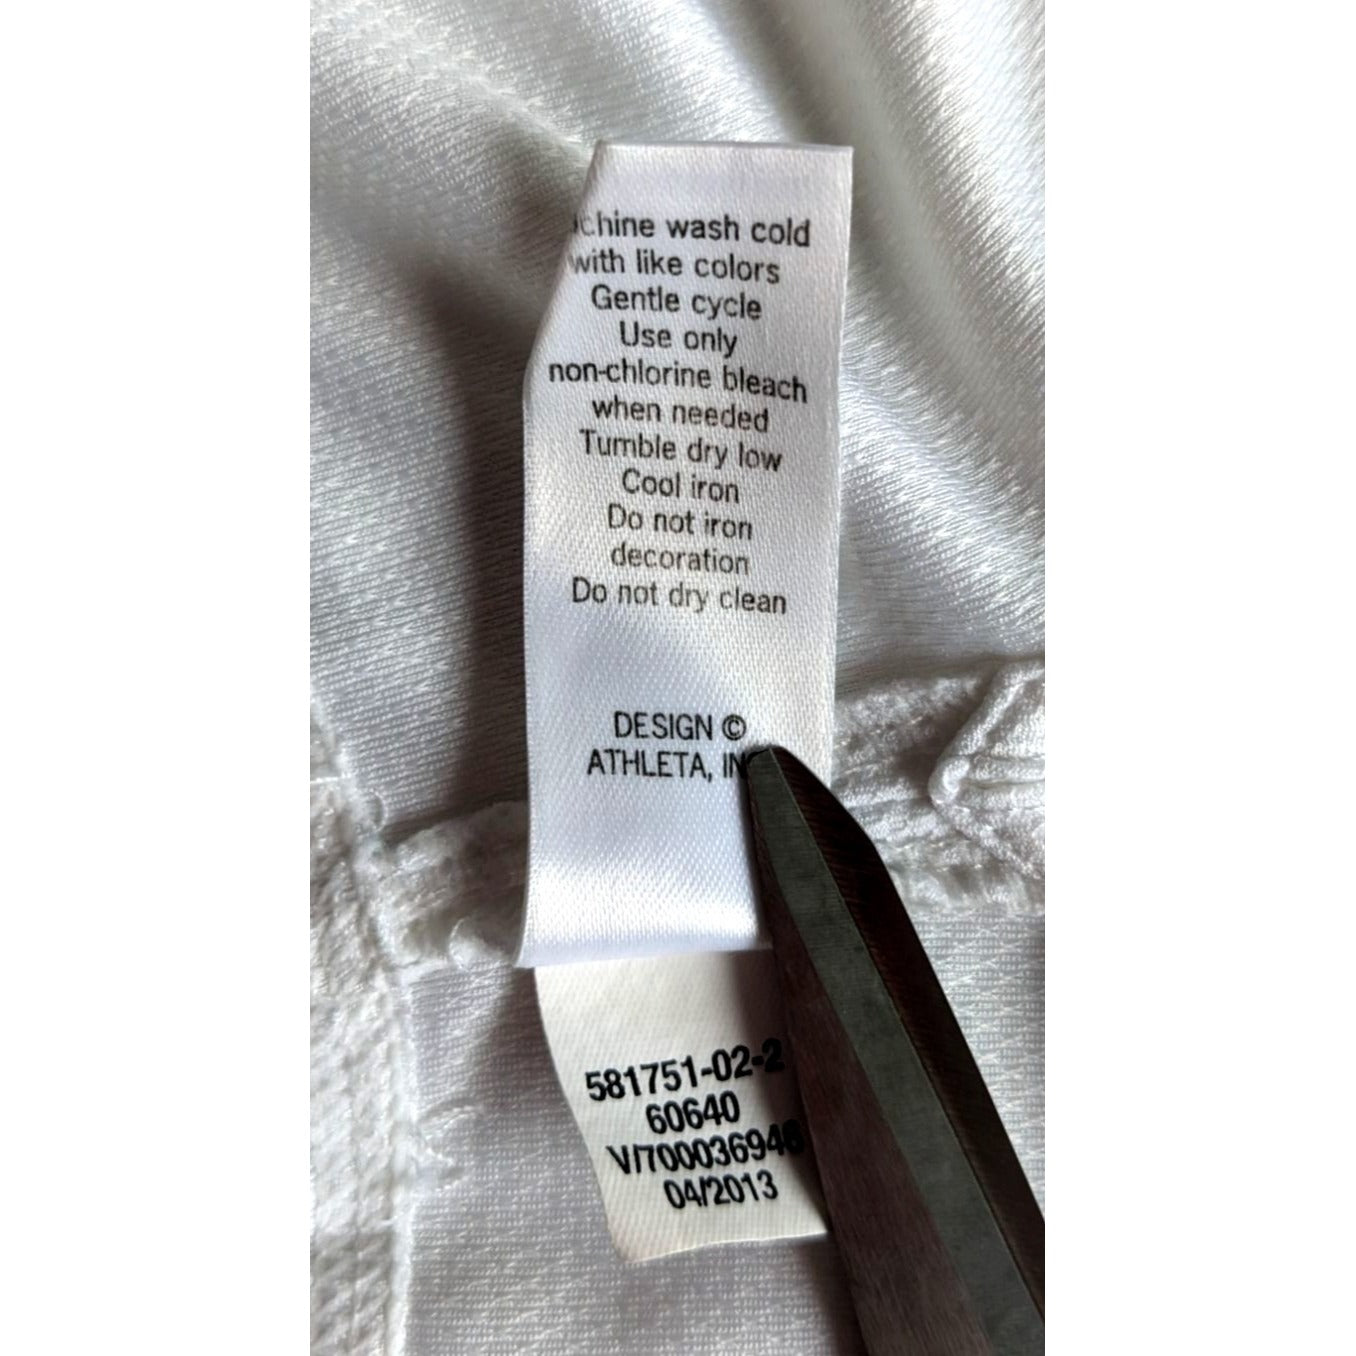 chine wash cold
with like colors
Gentle cycle
Use only
non-chlorine bleach
when needed
Tumble dry low
Cool iron
Do not iron
decoration
Do not dry clean
DESIGN ©
ATHLETA, IN
581751-02-2
60640
V/700036946
04/2013